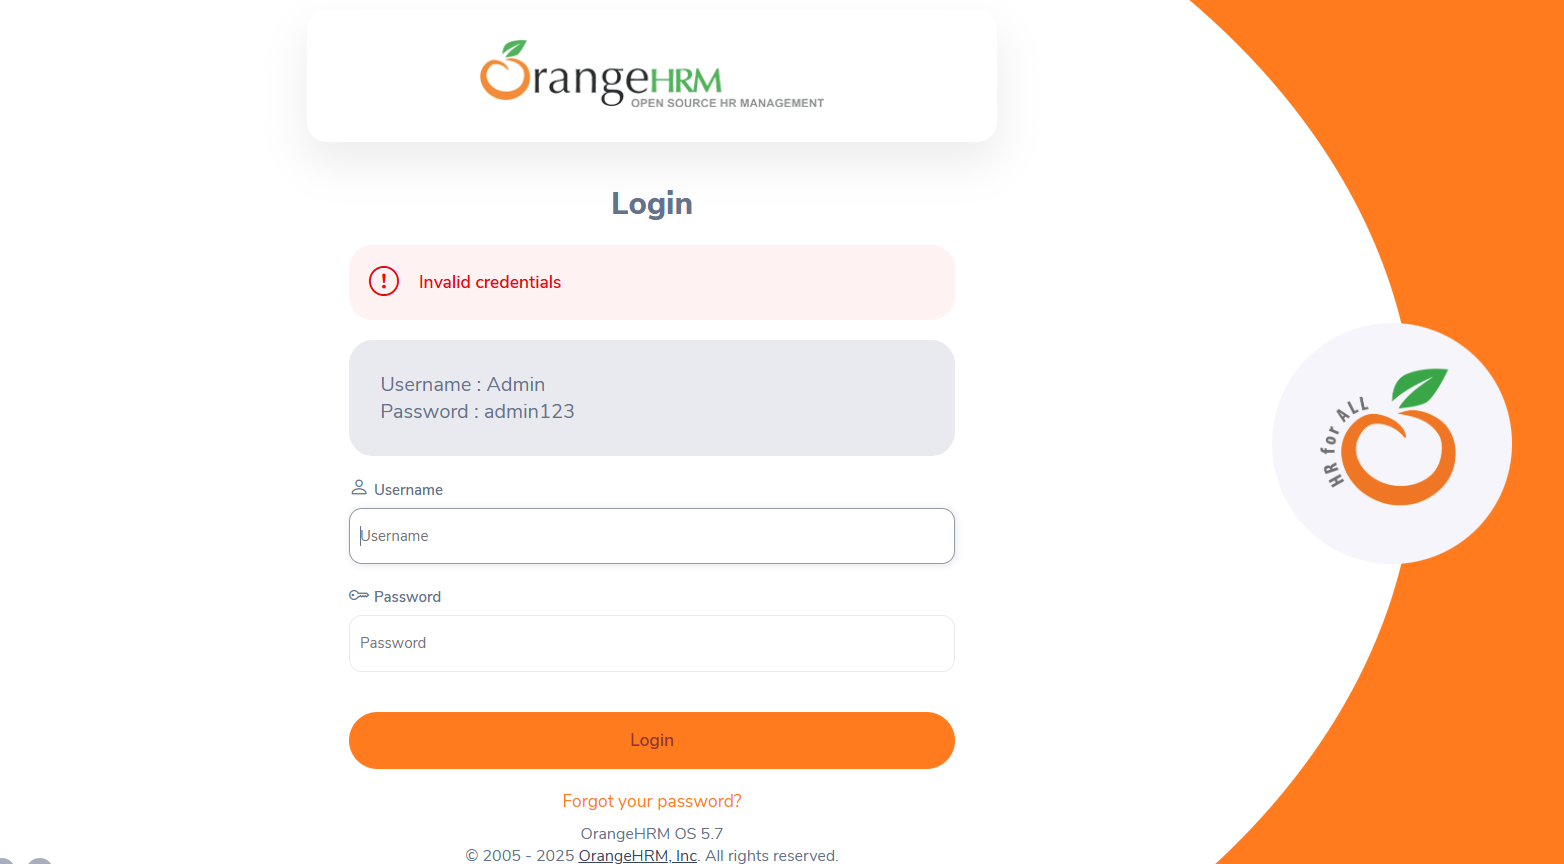 OrangeHRM
OPEN SOURCE HR MANAGEMENT
Login
Invalid credentials
Username : Admin
Password : admin123
Username
Username
Password
Password
Login
Forgot your password?
OrangeHRM OS 5.7
© 2005 - 2025 OrangeHRM, Inc. All rights reserved.
HR for ALL